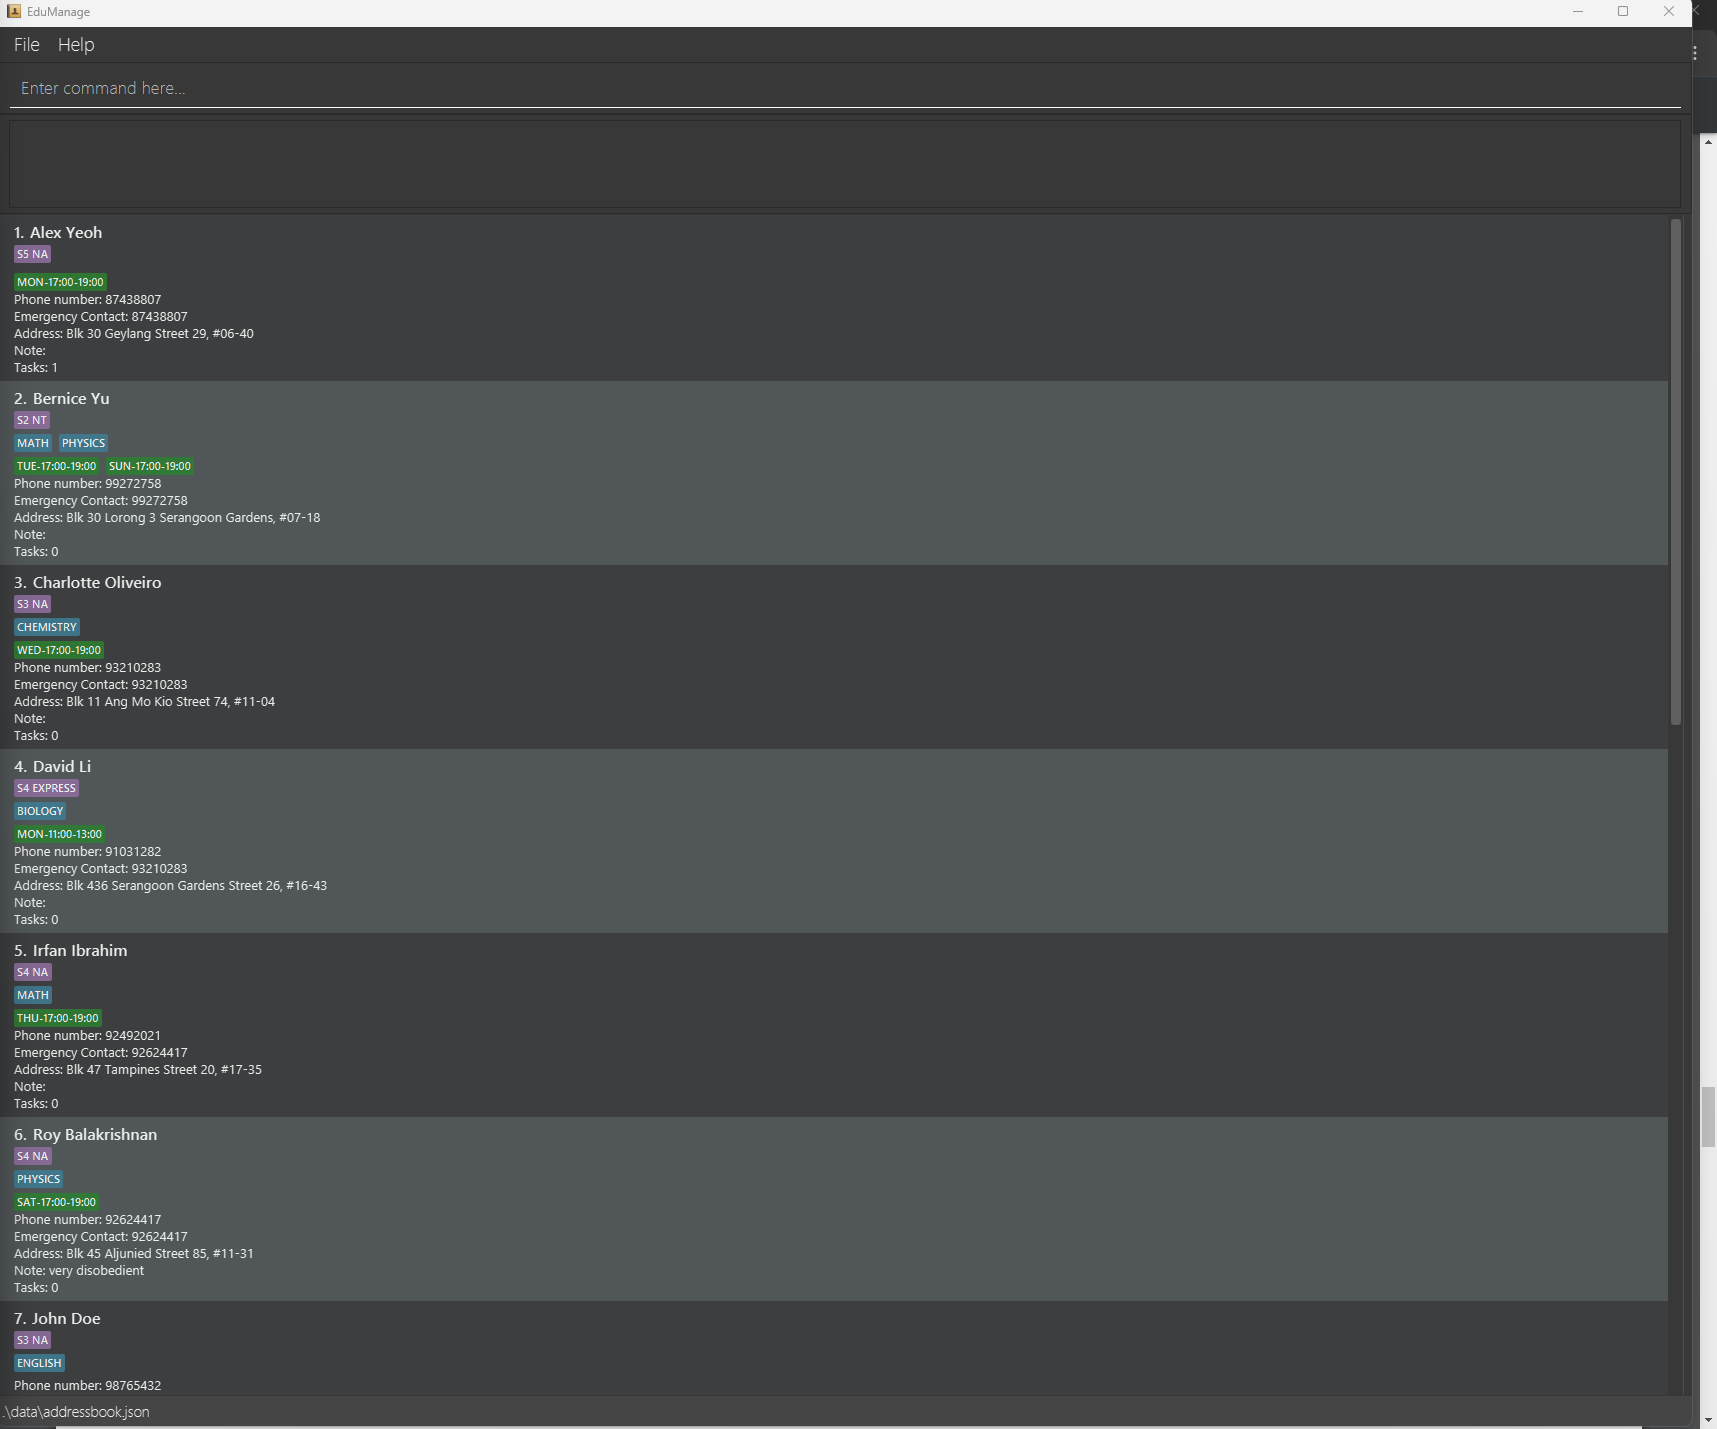 EduManage
File Help
Enter command here...
1. Alex Yeoh
S5 NA
MON-17:00-19:00
Phone number: 87438807
Emergency Contact: 87438807
Address: Blk 30 Geylang Street 29, #06-40
Note:
Tasks: 1
2. Bernice Yu
S2 NT
MATH PHYSICS
TUE-17:00-19:00 SUN-17:00-19:00
Phone number: 99272758
Emergency Contact: 99272758
Address: Blk 30 Lorong 3 Serangoon Gardens, #07-18
Note:
Tasks: 0
3. Charlotte Oliveiro
S3 NA
CHEMISTRY
WED-17:00-19:00
Phone number: 93210283
Emergency Contact: 93210283
Address: Blk 11 Ang Mo Kio Street 74, #11-04
Note:
Tasks: 0
4. David Li
S4 EXPRESS
BIOLOGY
MON-11:00-13:00
Phone number: 91031282
Emergency Contact: 93210283
Address: Blk 436 Serangoon Gardens Street 26, #16-43
Note:
Tasks: 0
5. Irfan Ibrahim
S4 NA
MATH
THU-17:00-19:00
Phone number: 92492021
Emergency Contact: 92624417
Address: Blk 47 Tampines Street 20, #17-35
Note:
Tasks: 0
6. Roy Balakrishnan
S4 NA
PHYSICS
SAT-17:00-19:00
Phone number: 92624417
Emergency Contact: 92624417
Address: Blk 45 Aljunied Street 85, #11-31
Note: very disobedient
Tasks: 0
7. John Doe
S3 NA
ENGLISH
Phone number: 98765432
.\data\addressbook.json